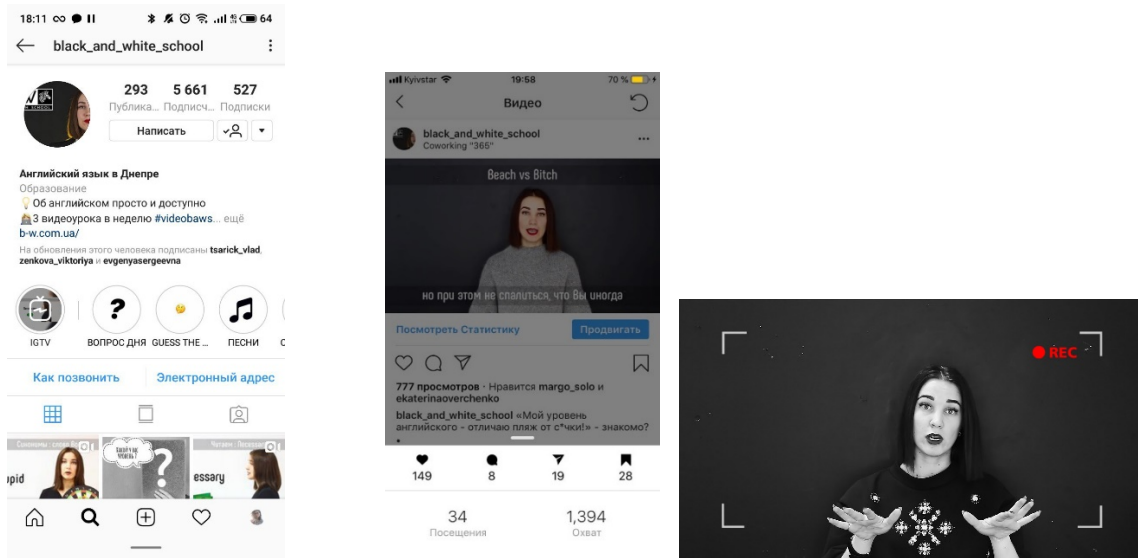 18:11
64
black_and_white_school
293 5 661 527
Публика... Подписч... Подписки
Написать
Английский язык в Днепре
Образование
Об английском просто и доступно
3 видеоурока в неделю #videobaws... ещё
b-w.com.ua/
На обновления этого человека подписаны tsarick_vlad,
zenkova_viktoriya и evgenyasergeevna
IGTV ВОПРОС ДНЯ GUESS THE ... ПЕСНИ
Как позвонить Электронный адрес
essary
Kyivstar 19:58 70 %
Видео
black_and_white_school
Coworking "365"
Beach vs Bitch
но при этом не спалиться, что Вы иногда
Посмотреть Статистику Продвигать
777 просмотров · Нравится margo_solo и
ekaterinaoverchenko
black_and_white_school «Мой уровень
английского - отличаю пляж от с*чки!» - знакомо?
149 8 19 28
34 1,394
Посещения Охват
REC